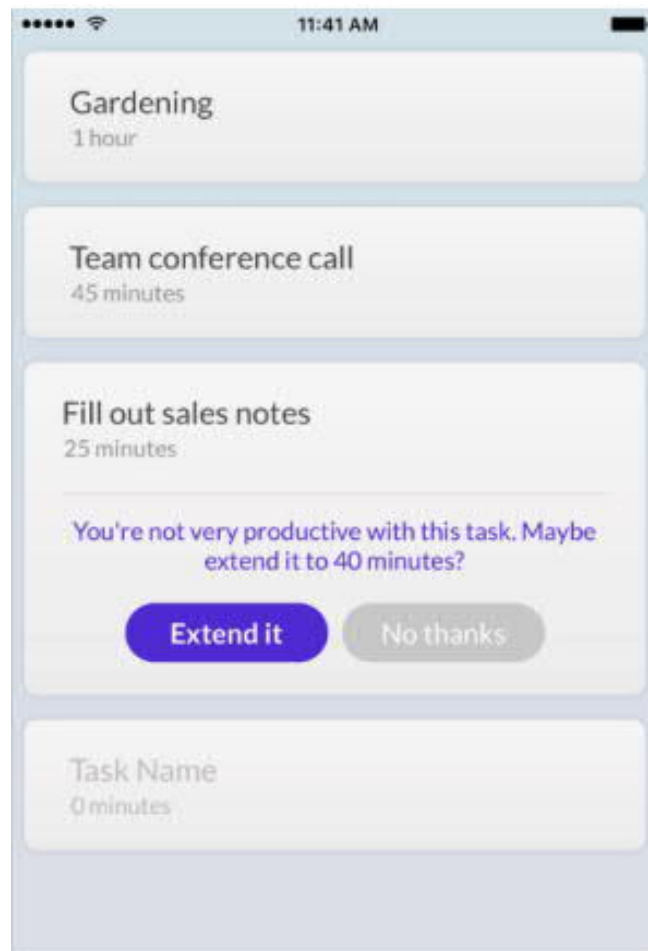 11:41 AM
Gardening
1 hour
Team conference call
45 minutes
Fill out sales notes
25 minutes
You're not very productive with this task. Maybe
extend it to 40 minutes?
Extend it
No thanks
Task Name
0 minutes